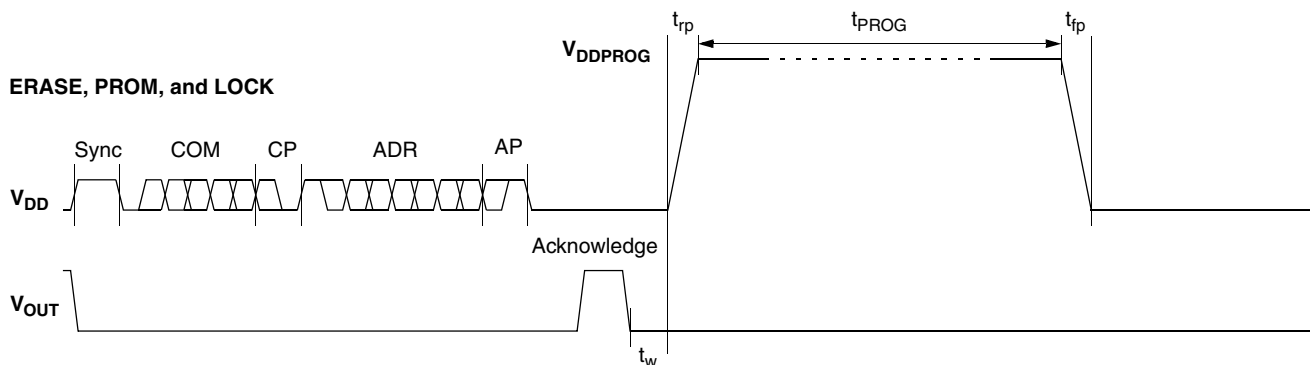 t_rp t_PROG t_fp
V_DDPROG
ERASE, PROM, and LOCK
Sync COM CP ADR AP
V_DD
Acknowledge
V_OUT
t_w